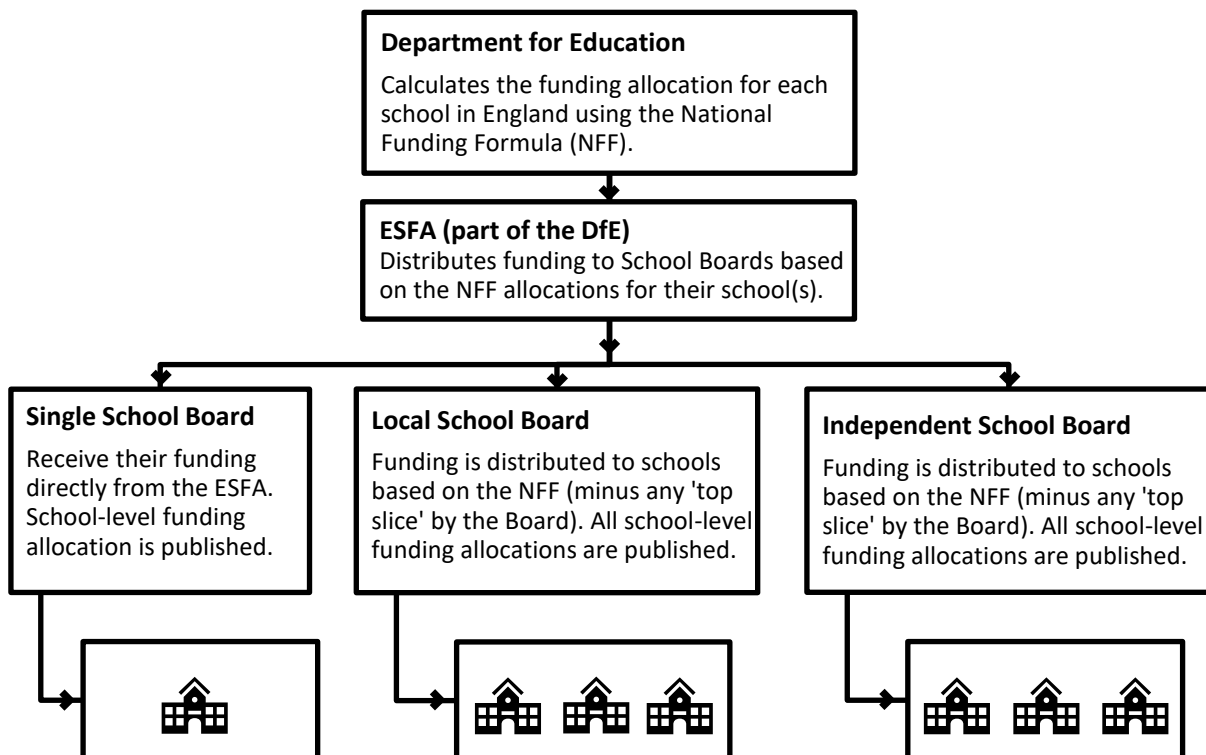 Department for Education
Calculates the funding allocation for each
school in England using the National
Funding Formula (NFF).
ESFA (part of the DfE)
Distributes funding to School Boards based
on the NFF allocations for their school(s).
Single School Board
Receive their funding
directly from the ESFA.
School-level funding
allocation is published.
Local School Board
Funding is distributed to schools
based on the NFF (minus any 'top
slice' by the Board). All school-level
funding allocations are published.
Independent School Board
Funding is distributed to schools
based on the NFF (minus any 'top
slice' by the Board). All school-level
funding allocations are published.